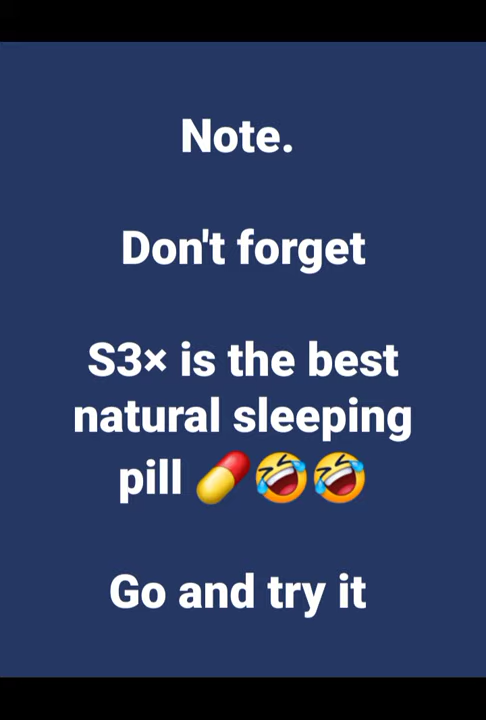 Note.
Don't forget
S3× is the best
natural sleeping
pill 💊🤣🤣
Go and try it